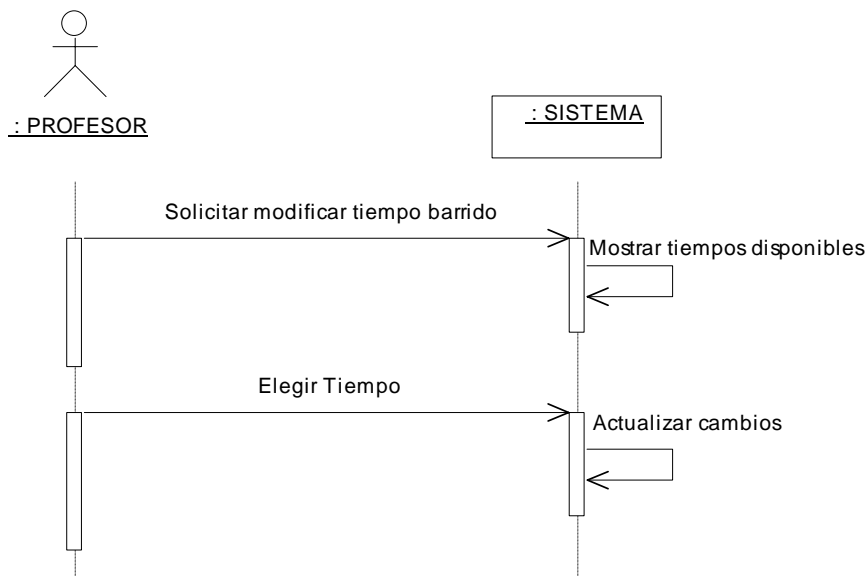 : PROFESOR
: SISTEMA
Solicitar modificar tiempo barrido
Mostrar tiempos disponibles
Elegir Tiempo
Actualizar cambios